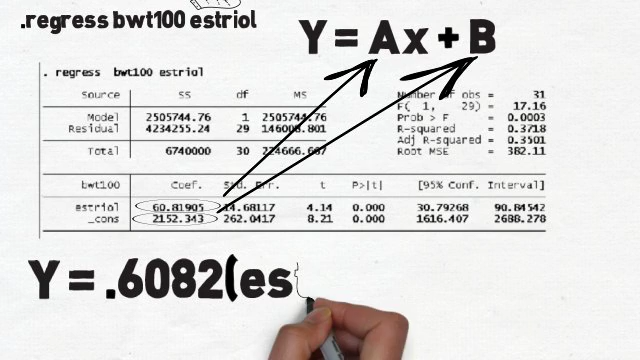 .regress bwt100 estriol
Y = Ax + B
. regress bwt100 estriol
Source SS df MS Number of obs = 31
F( 1, 29) = 17.16
Model 2505744.76 1 2505744.76 Prob > F = 0.0003
Residual 4234255.24 29 146008.801 R-squared = 0.3718
Adj R-squared = 0.3501
Total 6740000 30 224666.667 Root MSE = 382.11
bwt100 Coef. Std. Err. t P>|t| [95% Conf. Interval]
estriol 60.81905 14.68117 4.14 0.000 30.79268 90.84542
_cons 2152.343 262.0417 8.21 0.000 1616.407 2688.278
Y = .6082(es